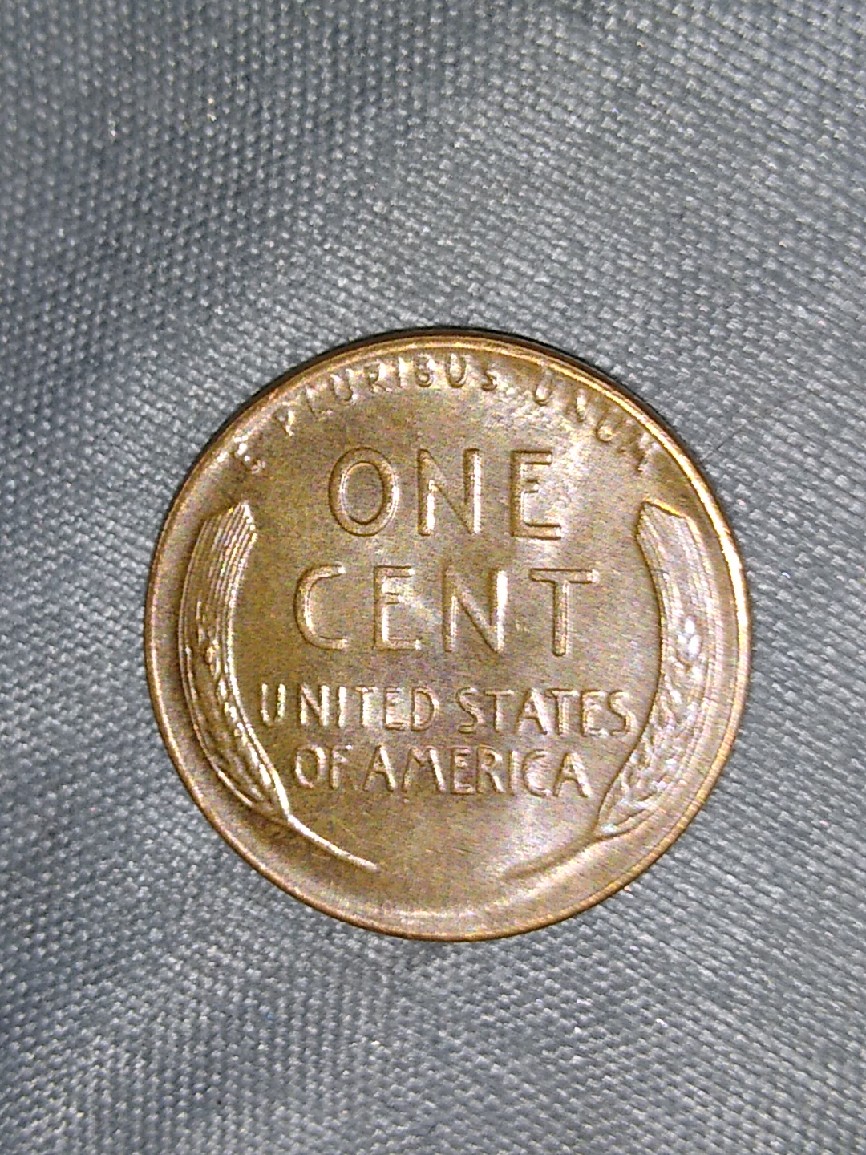 E PLURIBUS UNUM
ONE
CENT
UNITED STATES
OF AMERICA